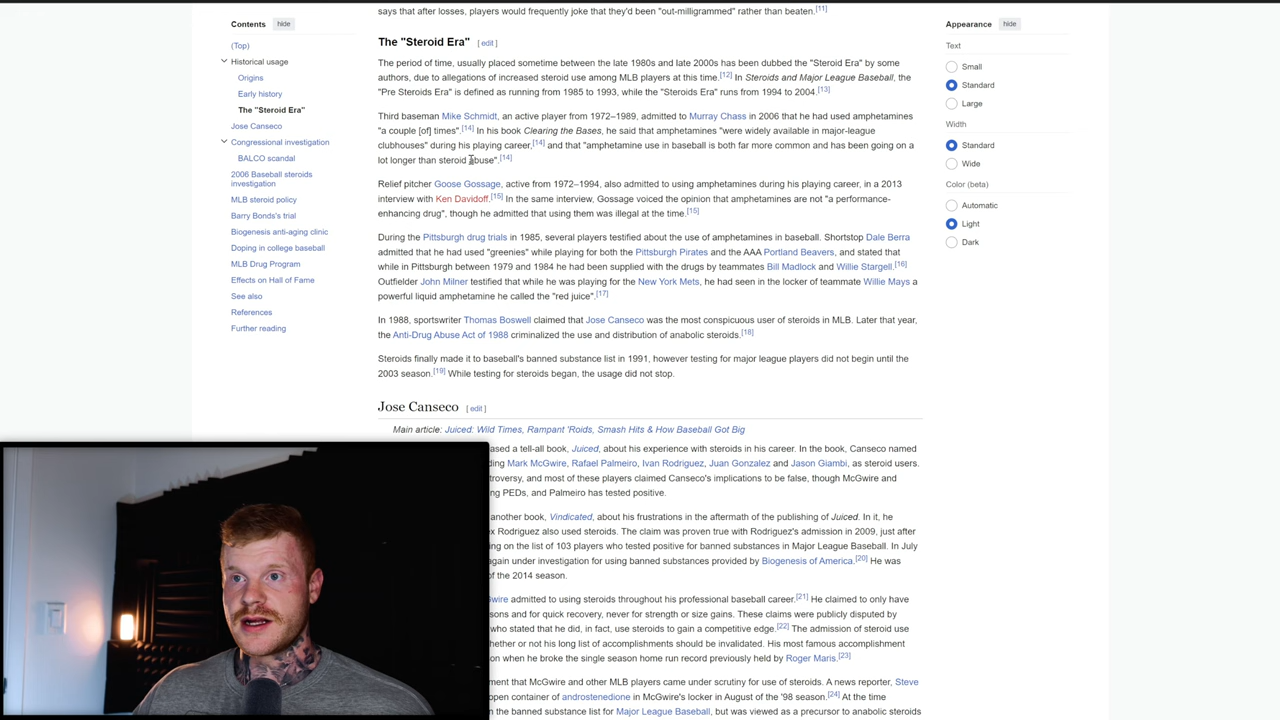 says that after losses, players would frequently joke that they'd been "out-milligrammed" rather than beaten.[11]
Contents hide
(Top)
Historical usage
Origins
Early history
The "Steroid Era"
Jose Canseco
Congressional investigation
BALCO scandal
2006 Baseball steroids
investigation
MLB steroid policy
Barry Bonds's trial
Biogenesis anti-aging clinic
Doping in college baseball
MLB Drug Program
Effects on Hall of Fame
See also
References
Further reading
The "Steroid Era" [ edit ]
The period of time, usually placed sometime between the late 1980s and late 2000s has been dubbed the "Steroid Era" by some
authors, due to allegations of increased steroid use among MLB players at this time.[12] In Steroids and Major League Baseball, the
"Pre Steroids Era" is defined as running from 1985 to 1993, while the "Steroids Era" runs from 1994 to 2004.[13]
Third baseman Mike Schmidt, an active player from 1972–1989, admitted to Murray Chass in 2006 that he had used amphetamines
"a couple [of] times".[14] In his book Clearing the Bases, he said that amphetamines "were widely available in major-league
clubhouses" during his playing career,[14] and that "amphetamine use in baseball is both far more common and has been going on a
lot longer than steroid abuse".[14]
Relief pitcher Goose Gossage, active from 1972–1994, also admitted to using amphetamines during his playing career, in a 2013
interview with Ken Davidoff.[15] In the same interview, Gossage voiced the opinion that amphetamines are not "a performance-
enhancing drug", though he admitted that using them was illegal at the time.[15]
During the Pittsburgh drug trials in 1985, several players testified about the use of amphetamines in baseball. Shortstop Dale Berra
admitted that he had used "greenies" while playing for both the Pittsburgh Pirates and the AAA Portland Beavers, and stated that
while in Pittsburgh between 1979 and 1984 he had been supplied with the drugs by teammates Bill Madlock and Willie Stargell.[16]
Outfielder John Milner testified that while he was playing for the New York Mets, he had seen in the locker of teammate Willie Mays a
powerful liquid amphetamine he called the "red juice".[17]
In 1988, sportswriter Thomas Boswell claimed that Jose Canseco was the most conspicuous user of steroids in MLB. Later that year,
the Anti-Drug Abuse Act of 1988 criminalized the use and distribution of anabolic steroids.[18]
Steroids finally made it to baseball's banned substance list in 1991, however testing for major league players did not begin until the
2003 season.[19] While testing for steroids began, the usage did not stop.
Jose Canseco [ edit ]
Main article: Juiced: Wild Times, Rampant 'Roids, Smash Hits & How Baseball Got Big
ased a tell-all book, Juiced, about his experience with steroids in his career. In the book, Canseco named
ding Mark McGwire, Rafael Palmeiro, Ivan Rodriguez, Juan Gonzalez and Jason Giambi, as steroid users.
troversy, and most of these players claimed Canseco's implications to be false, though McGwire and
ng PEDs, and Palmeiro has tested positive.
another book, Vindicated, about his frustrations in the aftermath of the publishing of Juiced. In it, he
x Rodriguez also used steroids. The claim was proven true with Rodriguez's admission in 2009, just after
ng on the list of 103 players who tested positive for banned substances in Major League Baseball. In July
again under investigation for using banned substances provided by Biogenesis of America.[20] He was
of the 2014 season.
wire admitted to using steroids throughout his professional baseball career.[21] He claimed to only have
sons and for quick recovery, never for strength or size gains. These claims were publicly disputed by
who stated that he did, in fact, use steroids to gain a competitive edge.[22] The admission of steroid use
hether or not his long list of accomplishments should be invalidated. His most famous accomplishment
on when he broke the single season home run record previously held by Roger Maris.[23]
ment that McGwire and other MLB players came under scrutiny for use of steroids. A news reporter, Steve
open container of androstenedione in McGwire's locker in August of the '98 season.[24] At the time
n the banned substance list for Major League Baseball, but was viewed as a precursor to anabolic steroids
Appearance hide
Text
Small
Standard
Large
Width
Standard
Wide
Color (beta)
Automatic
Light
Dark